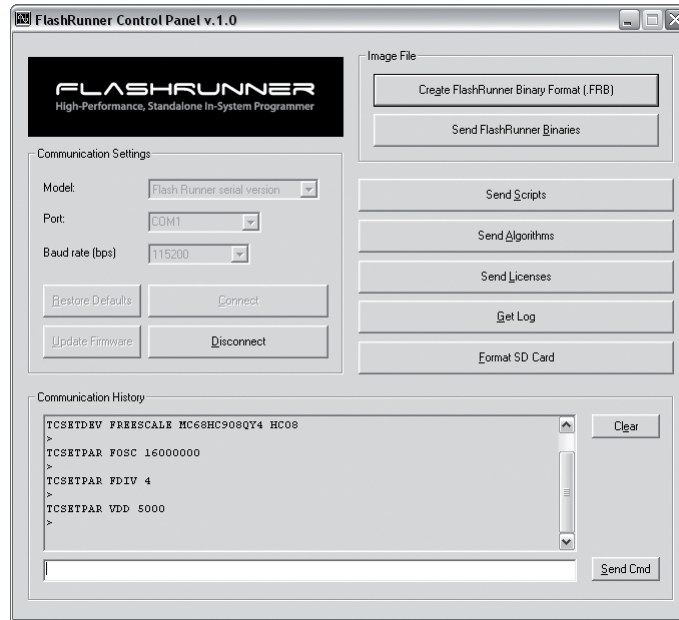 FlashRunner Control Panel v.1.0
FLASHRUNNER
High-Performance, Standalone In-System Programmer
Communication Settings
Model:
Flash Runner serial version
Port:
COM1
Baud rate (bps)
115200
Restore Defaults
Connect
Update Firmware
Disconnect
Image File
Create FlashRunner Binary Format (.FRB)
Send FlashRunner Binaries
Send Scripts
Send Algorithms
Send Licenses
Get Log
Format SD Card
Communication History
TCSETDEV FREESCALE MC68HC908QY4 HC08
>
TCSETPAR FOSC 16000000
>
TCSETPAR FDIV 4
>
TCSETPAR VDD 5000
>
Clear
Send Cmd